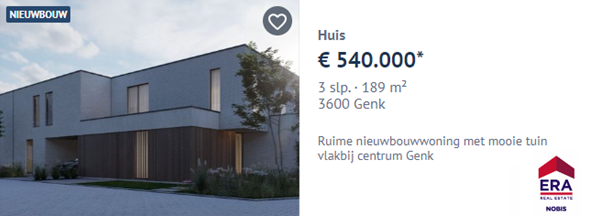 NIEUWBOUW
Huis
€ 540.000*
3 slp. · 189 m²
3600 Genk
Ruime nieuwbouwwoning met mooie tuin
vlakbij centrum Genk
ERA
REAL ESTATE
NOBIS